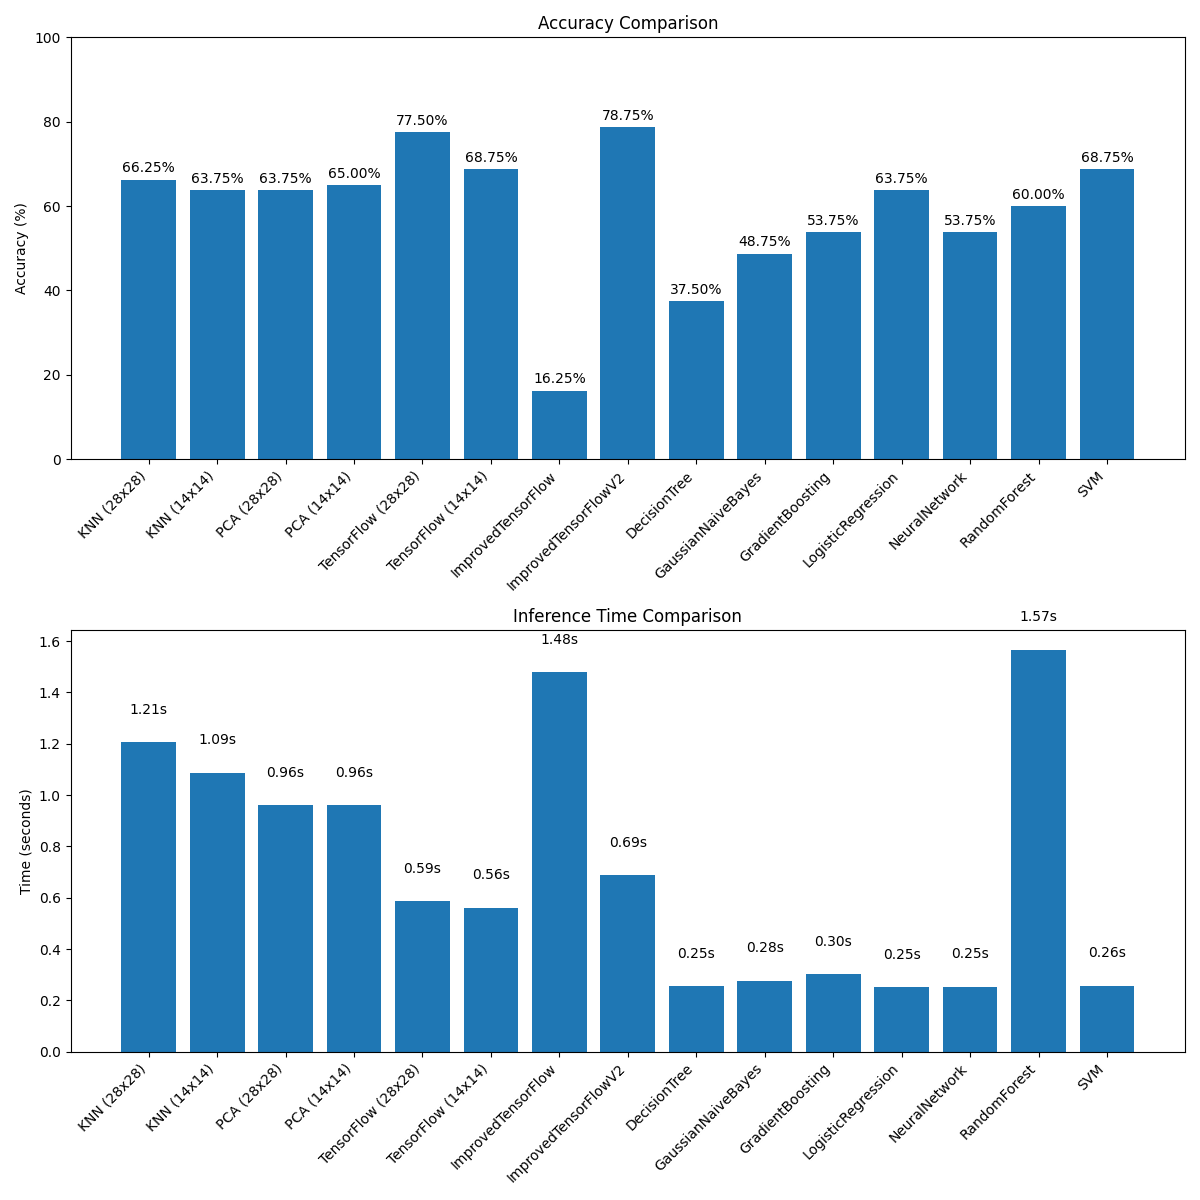 Accuracy Comparison
Accuracy (%)
100
80
60
40
20
0
66.25%
63.75%
63.75%
65.00%
77.50%
68.75%
16.25%
78.75%
37.50%
48.75%
53.75%
63.75%
53.75%
60.00%
68.75%
KNN (28x28)
KNN (14x14)
PCA (28x28)
PCA (14x14)
TensorFlow (28x28)
TensorFlow (14x14)
ImprovedTensorFlow
ImprovedTensorFlowV2
DecisionTree
GaussianNaiveBayes
GradientBoosting
LogisticRegression
NeuralNetwork
RandomForest
SVM
Inference Time Comparison
Time (seconds)
1.6
1.4
1.2
1.0
0.8
0.6
0.4
0.2
0.0
1.21s
1.09s
0.96s
0.96s
0.59s
0.56s
1.48s
0.69s
0.25s
0.28s
0.30s
0.25s
0.25s
1.57s
0.26s
KNN (28x28)
KNN (14x14)
PCA (28x28)
PCA (14x14)
TensorFlow (28x28)
TensorFlow (14x14)
ImprovedTensorFlow
ImprovedTensorFlowV2
DecisionTree
GaussianNaiveBayes
GradientBoosting
LogisticRegression
NeuralNetwork
RandomForest
SVM